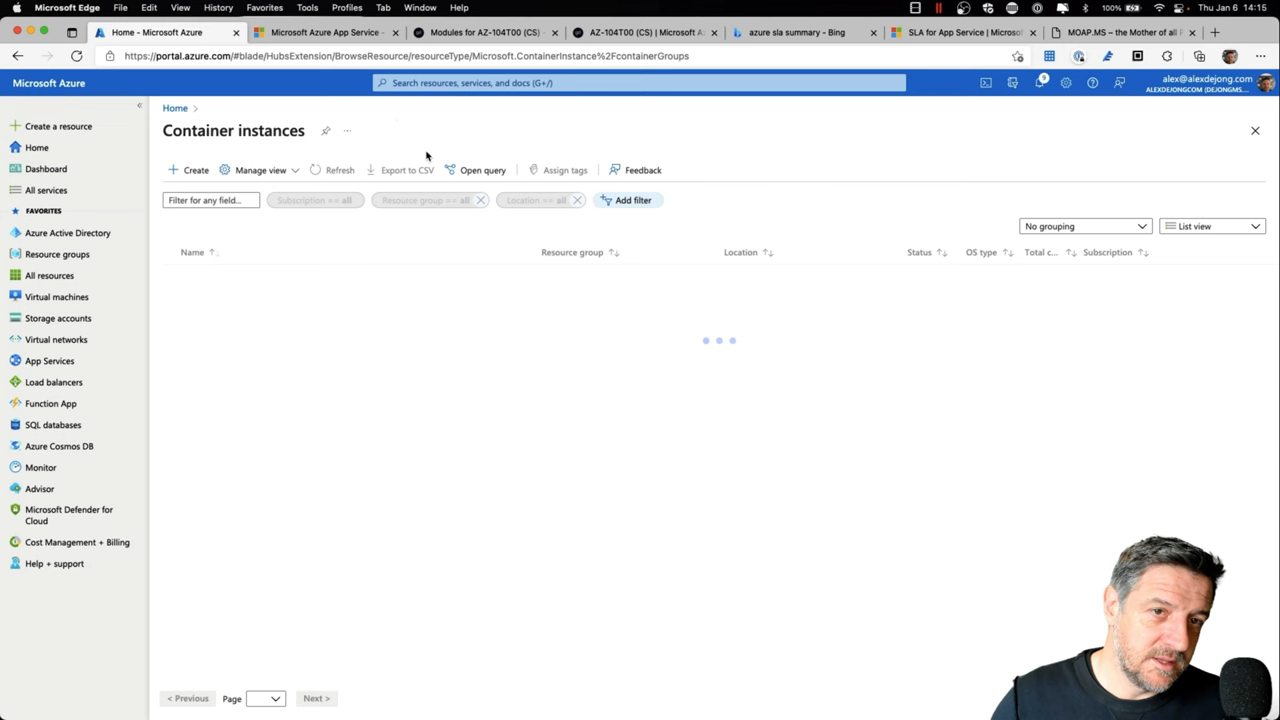 Microsoft Edge File Edit View History Favorites Tools Profiles Tab Window Help 100% Thu Jan 6 14:15
Home - Microsoft Azure Microsoft Azure App Service - Modules for AZ-104T00 (CS) - AZ-104T00 (CS) | Microsoft A azure sla summary - Bing SLA for App Service | Microsof MOAP.MS – the Mother of all
https://portal.azure.com/#blade/HubsExtension/BrowseResource/resourceType/Microsoft.ContainerInstance%2FcontainerGroups
Microsoft Azure
Search resources, services, and docs (G+/)
9
alex@alexdejong.com
ALEXDEJONGCOM (DEJONGMS....
Home >
Container instances
Create Manage view Refresh Export to CSV Open query Assign tags Feedback
Filter for any field... Subscription == all Resource group == all Location == all Add filter
No grouping List view
Name Resource group Location Status OS type Total c... Subscription
Create a resource
Home
Dashboard
All services
FAVORITES
Azure Active Directory
Resource groups
All resources
Virtual machines
Storage accounts
Virtual networks
App Services
Load balancers
Function App
SQL databases
Azure Cosmos DB
Monitor
Advisor
Microsoft Defender for
Cloud
Cost Management + Billing
Help + support
< Previous Page Next >